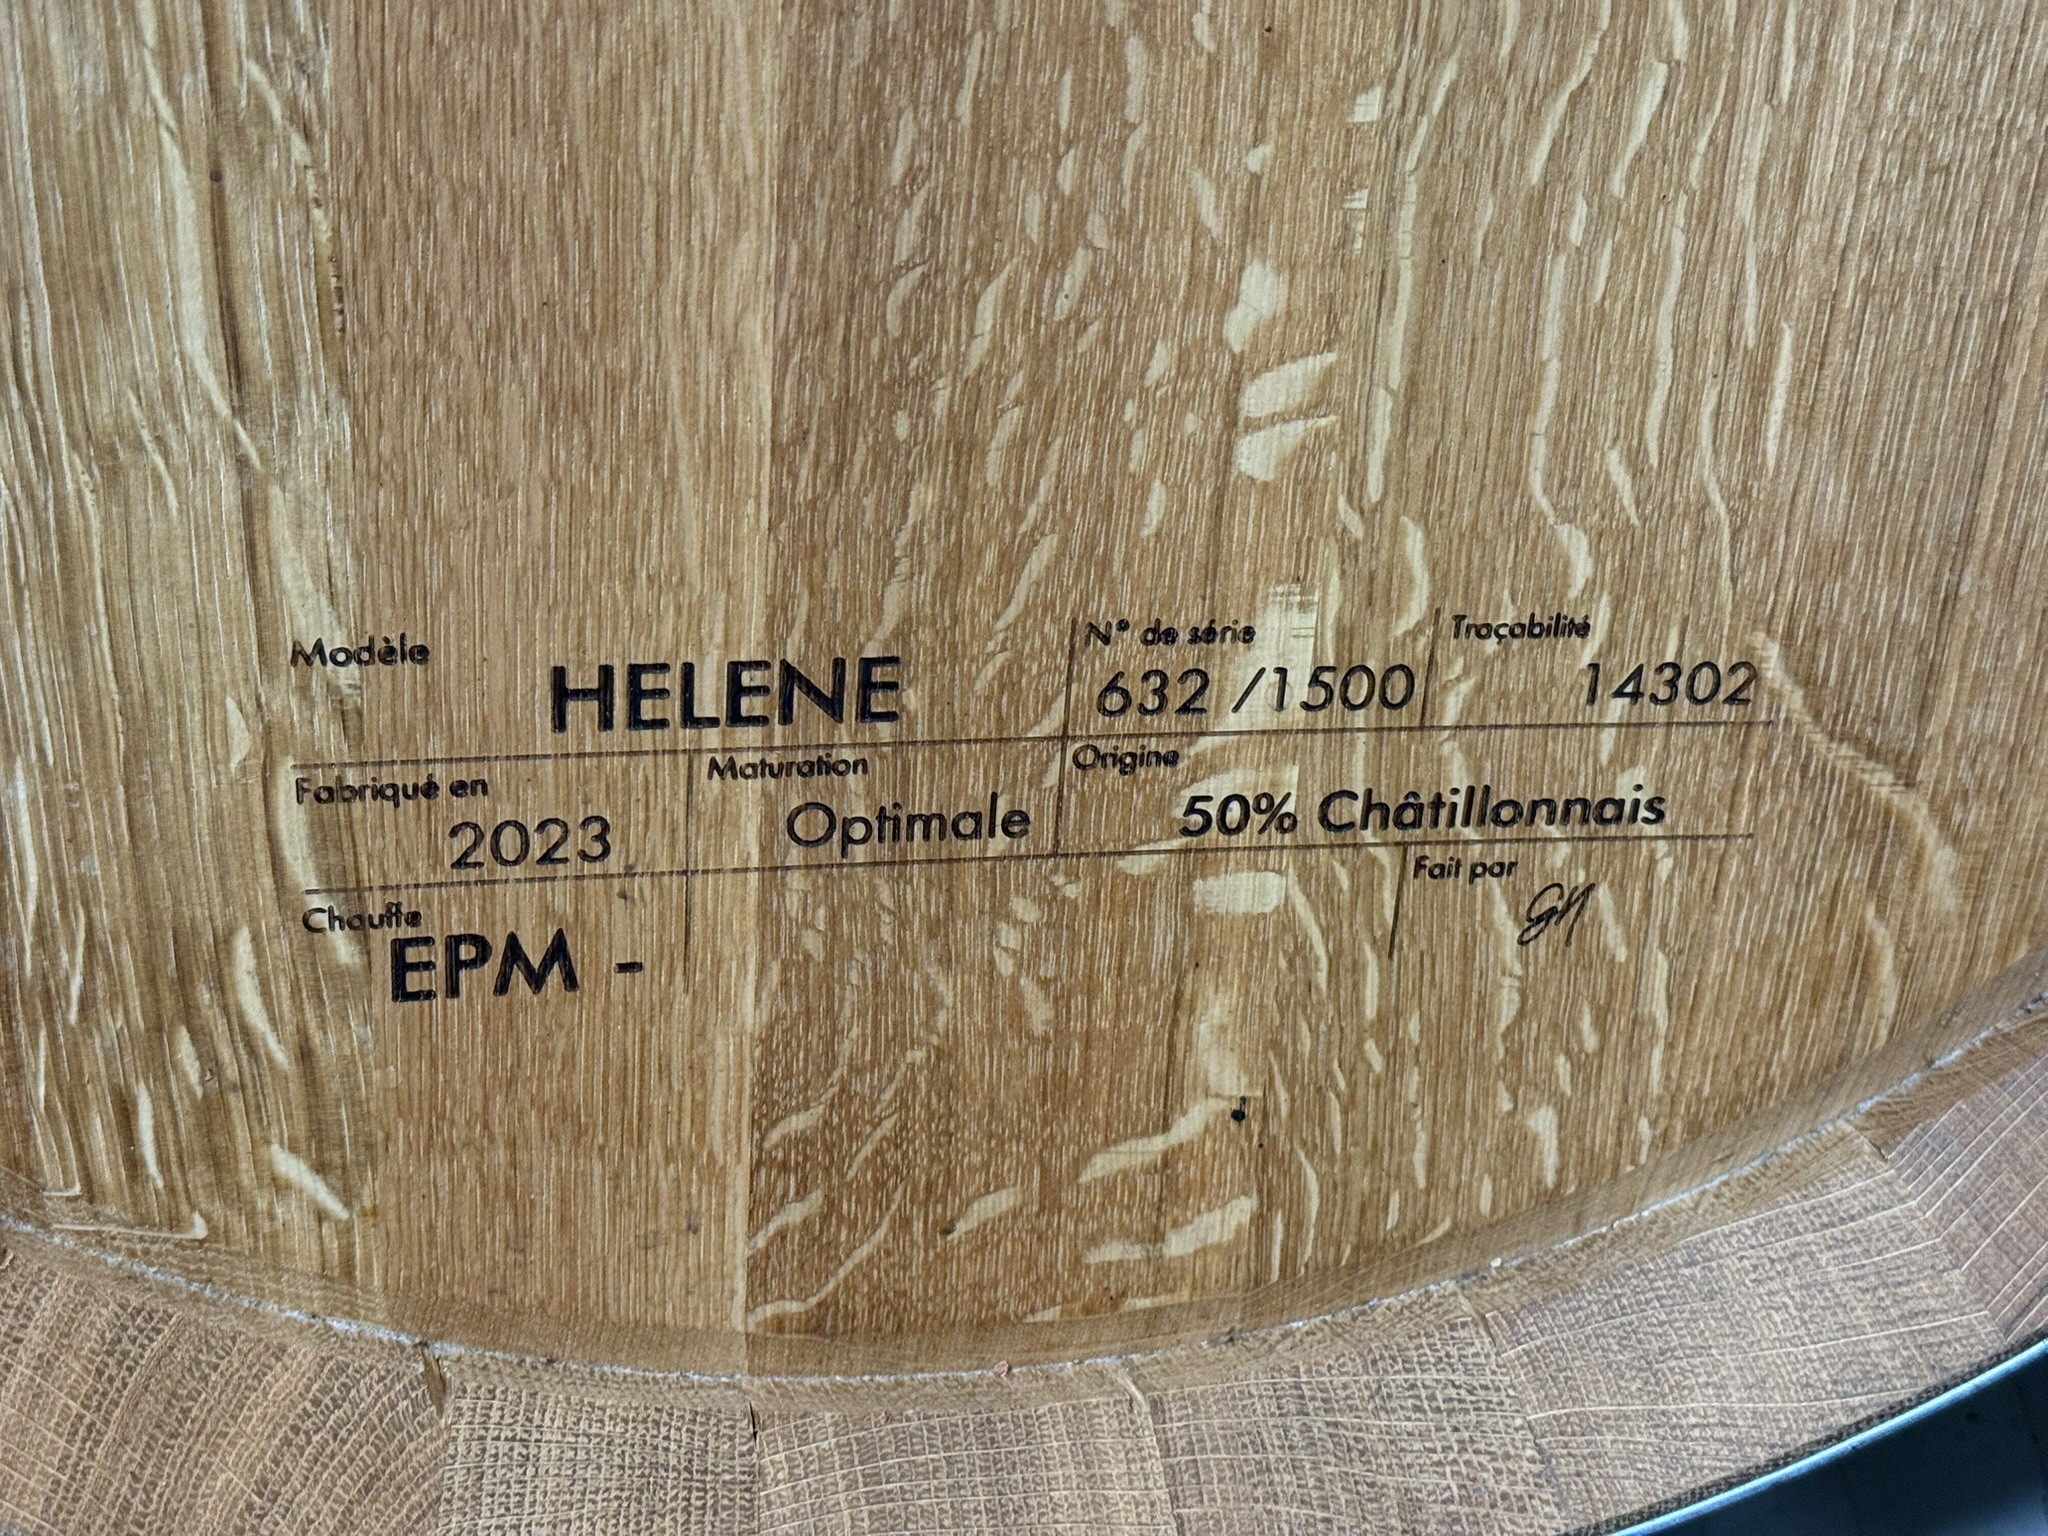 Modèle
HELENE
N° de série
632 /1500
Traçabilité
14302
Fabriqué en
2023
Maturation
Optimale
Origine
50% Châtillonnais
Chauffe
EPM -
Fait par